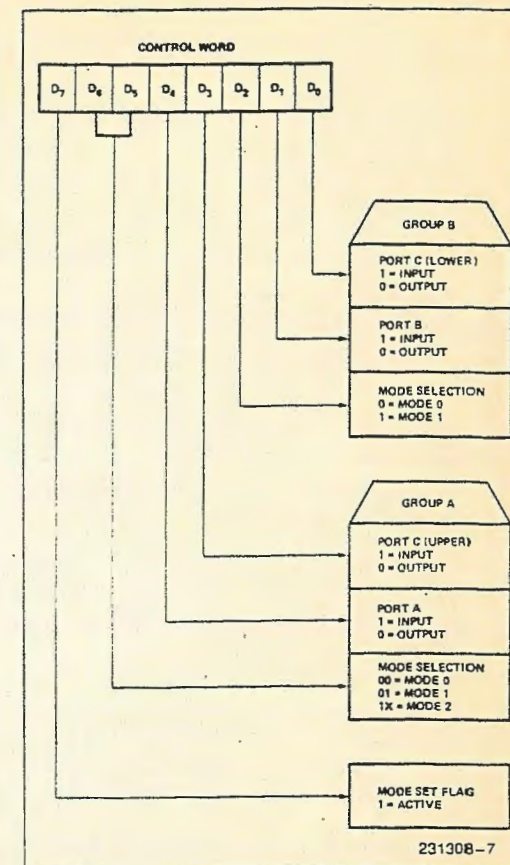 CONTROL WORD
D7 D6 D5 D4 D3 D2 D1 D0
GROUP B
PORT C (LOWER)
1 = INPUT
0 = OUTPUT
PORT B
1 = INPUT
0 = OUTPUT
MODE SELECTION
0 = MODE 0
1 = MODE 1
GROUP A
PORT C (UPPER)
1 = INPUT
0 = OUTPUT
PORT A
1 = INPUT
0 = OUTPUT
MODE SELECTION
00 = MODE 0
01 = MODE 1
1X = MODE 2
MODE SET FLAG
1 = ACTIVE
231308–7